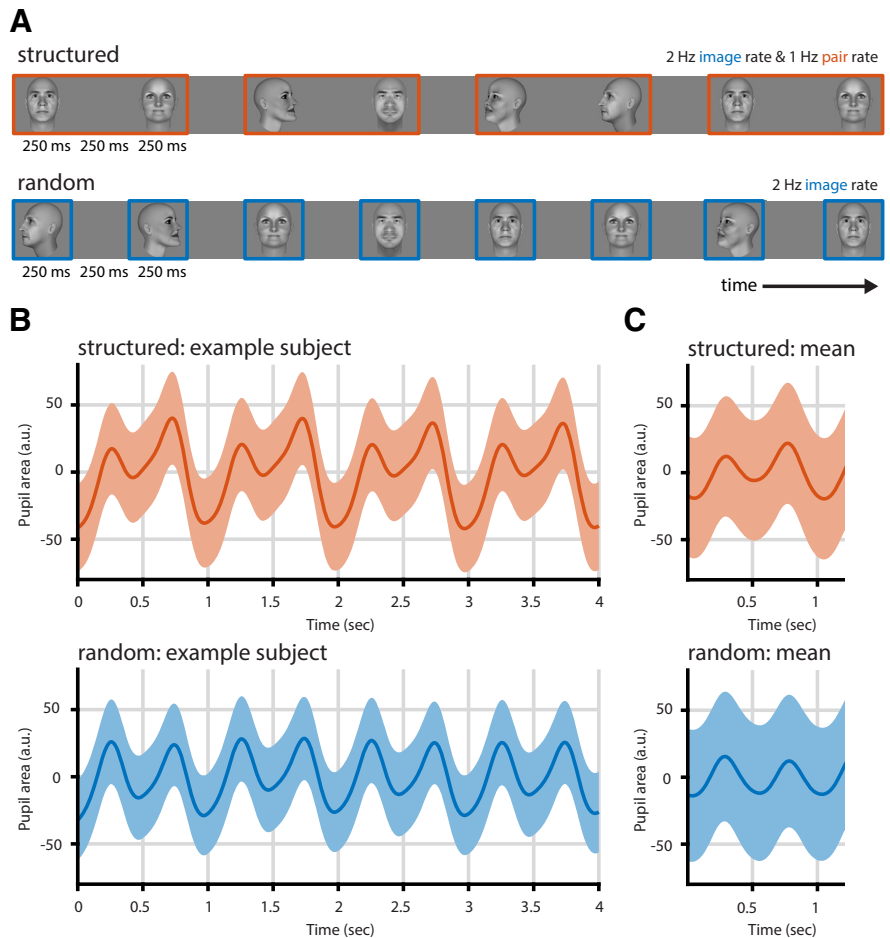 A
structured
2 Hz image rate & 1 Hz pair rate
250 ms 250 ms 250 ms
random
2 Hz image rate
250 ms 250 ms 250 ms
time
B
structured: example subject
Pupil area (a.u.)
50
0
-50
0 0.5 1 1.5 2 2.5 3 3.5 4
Time (sec)
random: example subject
Pupil area (a.u.)
50
0
-50
0 0.5 1 1.5 2 2.5 3 3.5 4
Time (sec)
C
structured: mean
Pupil area (a.u.)
50
0
-50
0.5 1
Time (sec)
random: mean
Pupil area (a.u.)
50
0
-50
0.5 1
Time (sec)